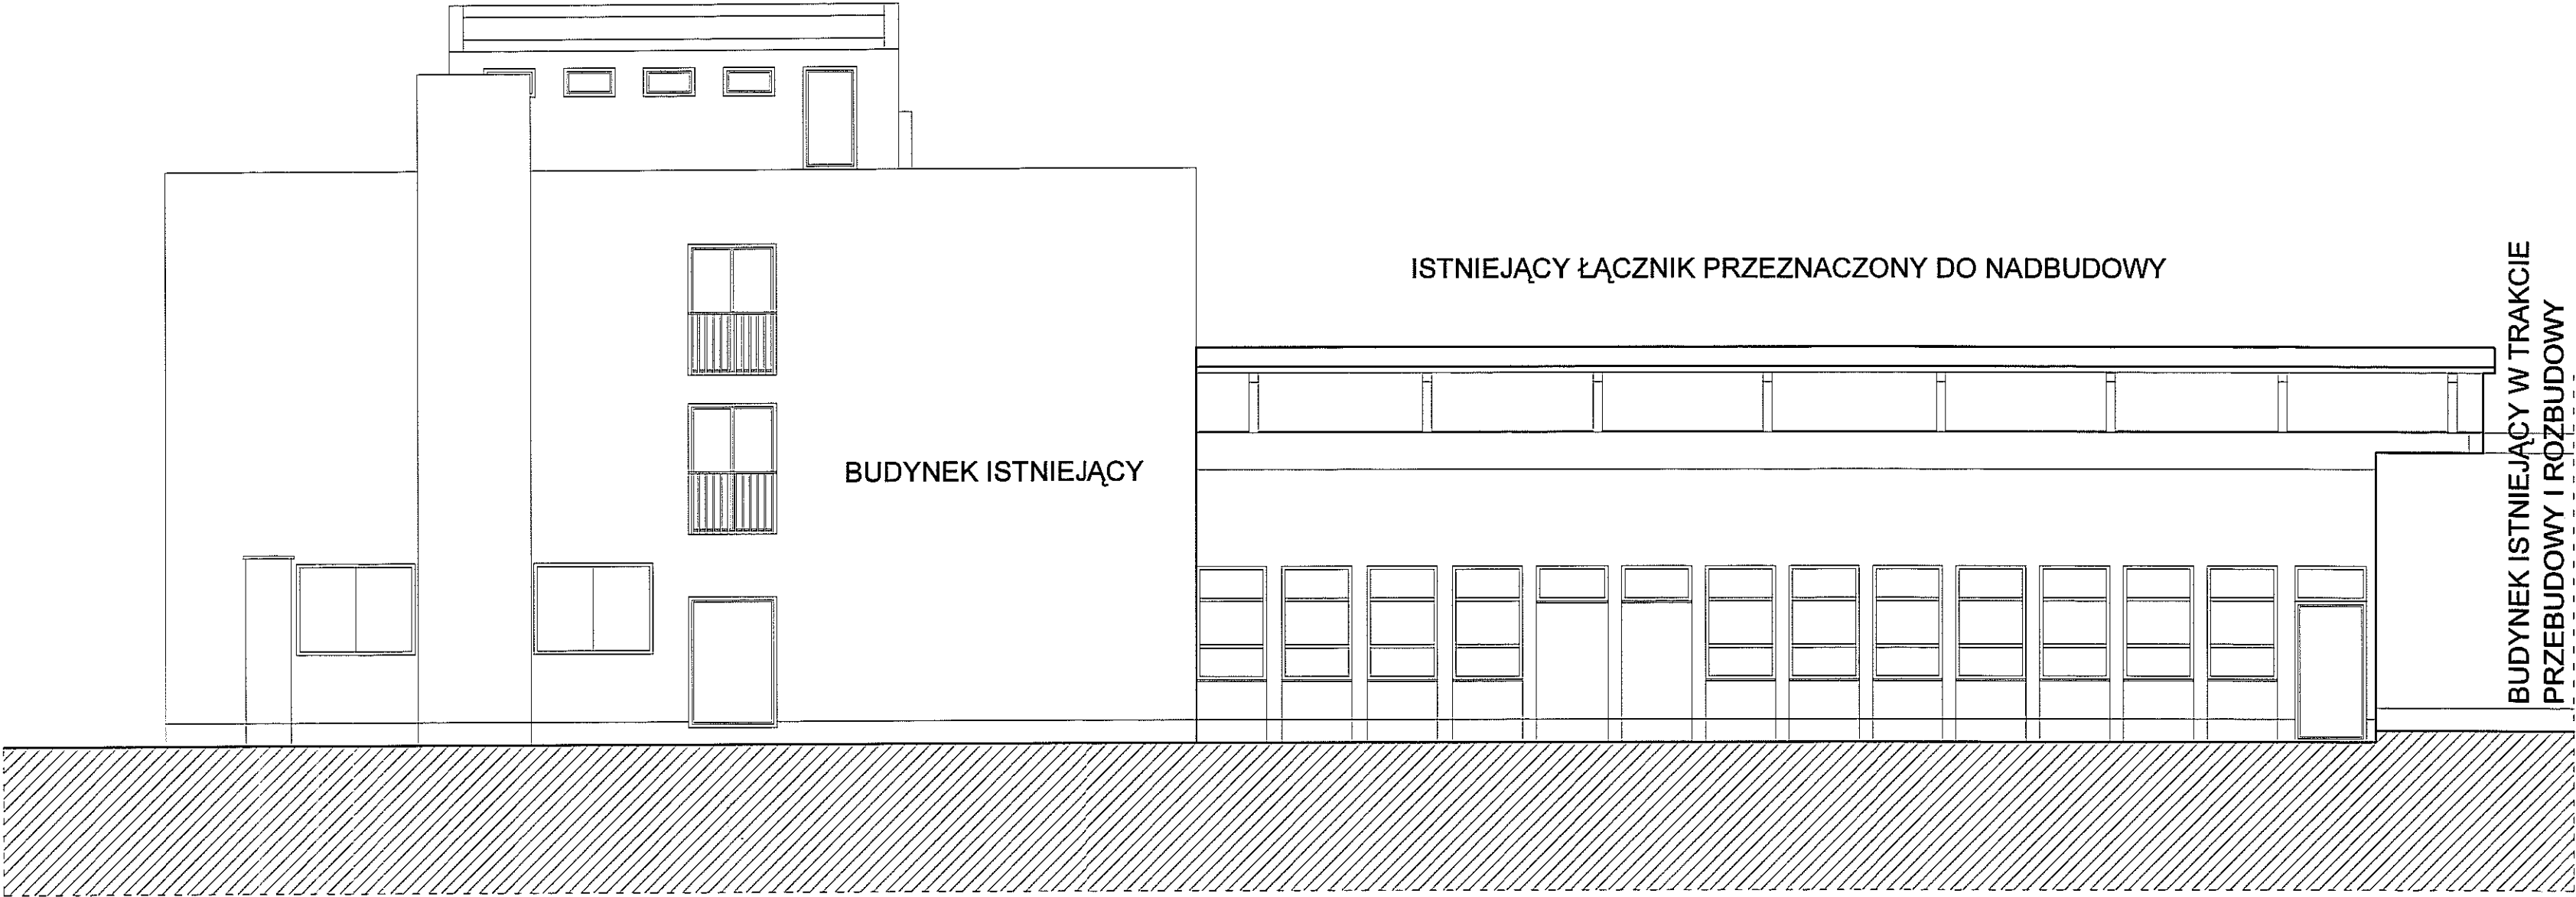 ISTNIEJĄCY ŁĄCZNIK PRZEZNACZONY DO NADBUDOWY
BUDYNEK ISTNIEJĄCY
BUDYNEK ISTNIEJĄCY W TRAKCIE
PRZEBUDOWY I ROZBUDOWY